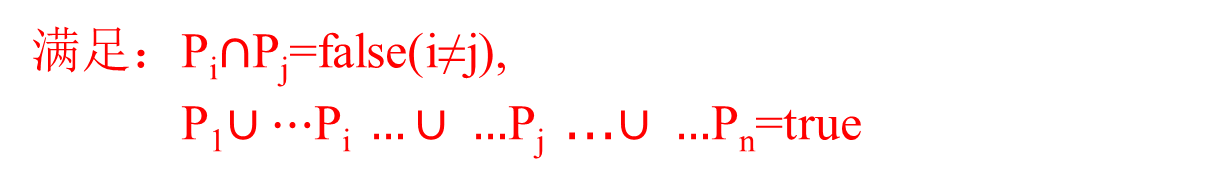 满足：Pi∩Pj=false(i≠j),
P1∪ ···Pi ...∪ ...Pj ...∪ ...Pn=true